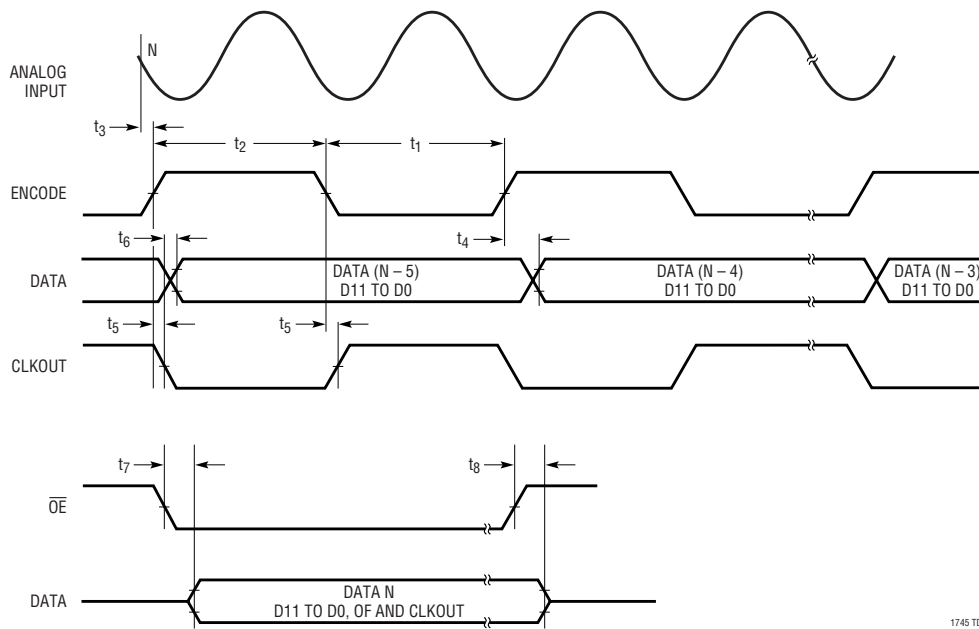 N
ANALOG
INPUT
t3
t2
t1
ENCODE
t6
t4
DATA
DATA (N – 5)
D11 TO D0
DATA (N – 4)
D11 TO D0
DATA (N – 3)
D11 TO D0
t5
t5
CLKOUT
t7
t8
OE
DATA
DATA N
D11 TO D0, OF AND CLKOUT